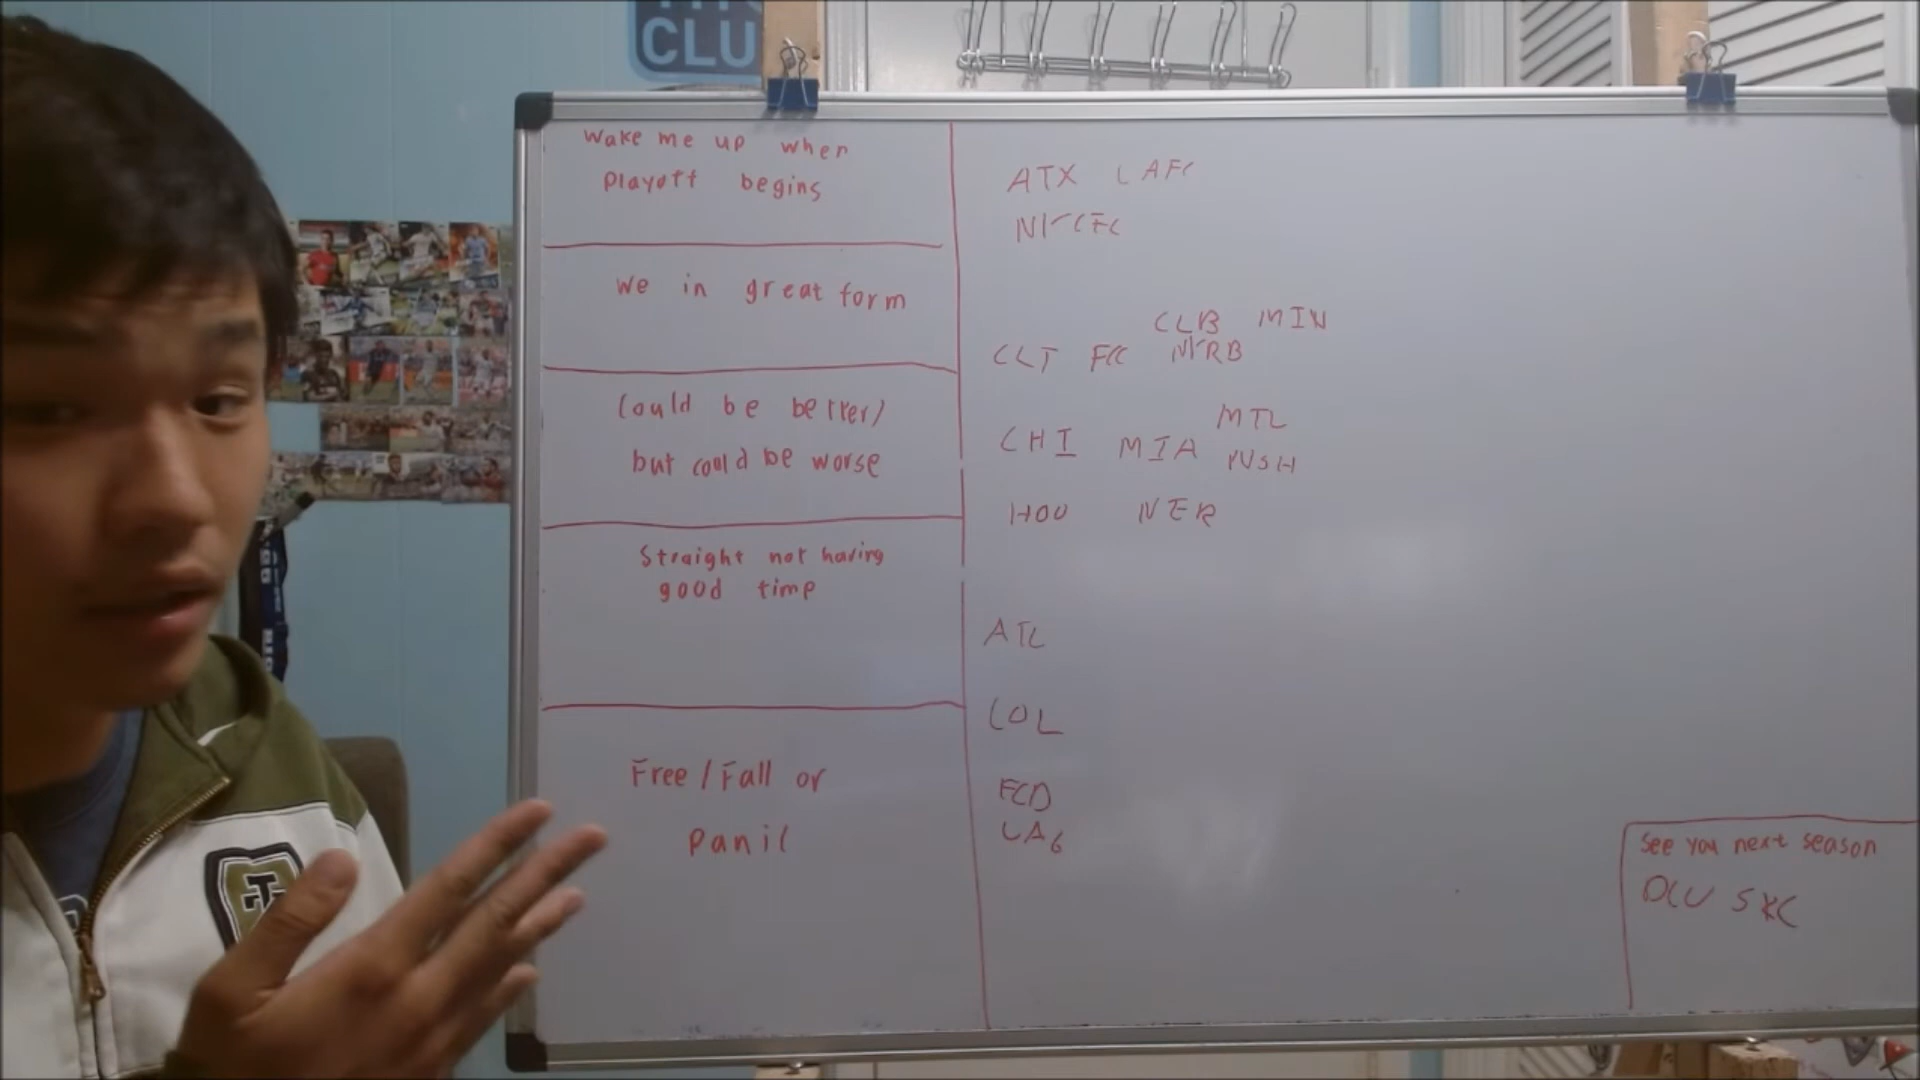 CLU
Wake me up when
playoff begins
ATX LAFC
NYCFC
We in great form
CLB MIN
CLT FCC NYRB
Could be better/
but could be worse
MTL
CHI MIA NSH
HOU NER
Straight not having
good time
ATL
COL
Free/Fall or
Panic
FCD
LAG
See you next season
DCU SKC